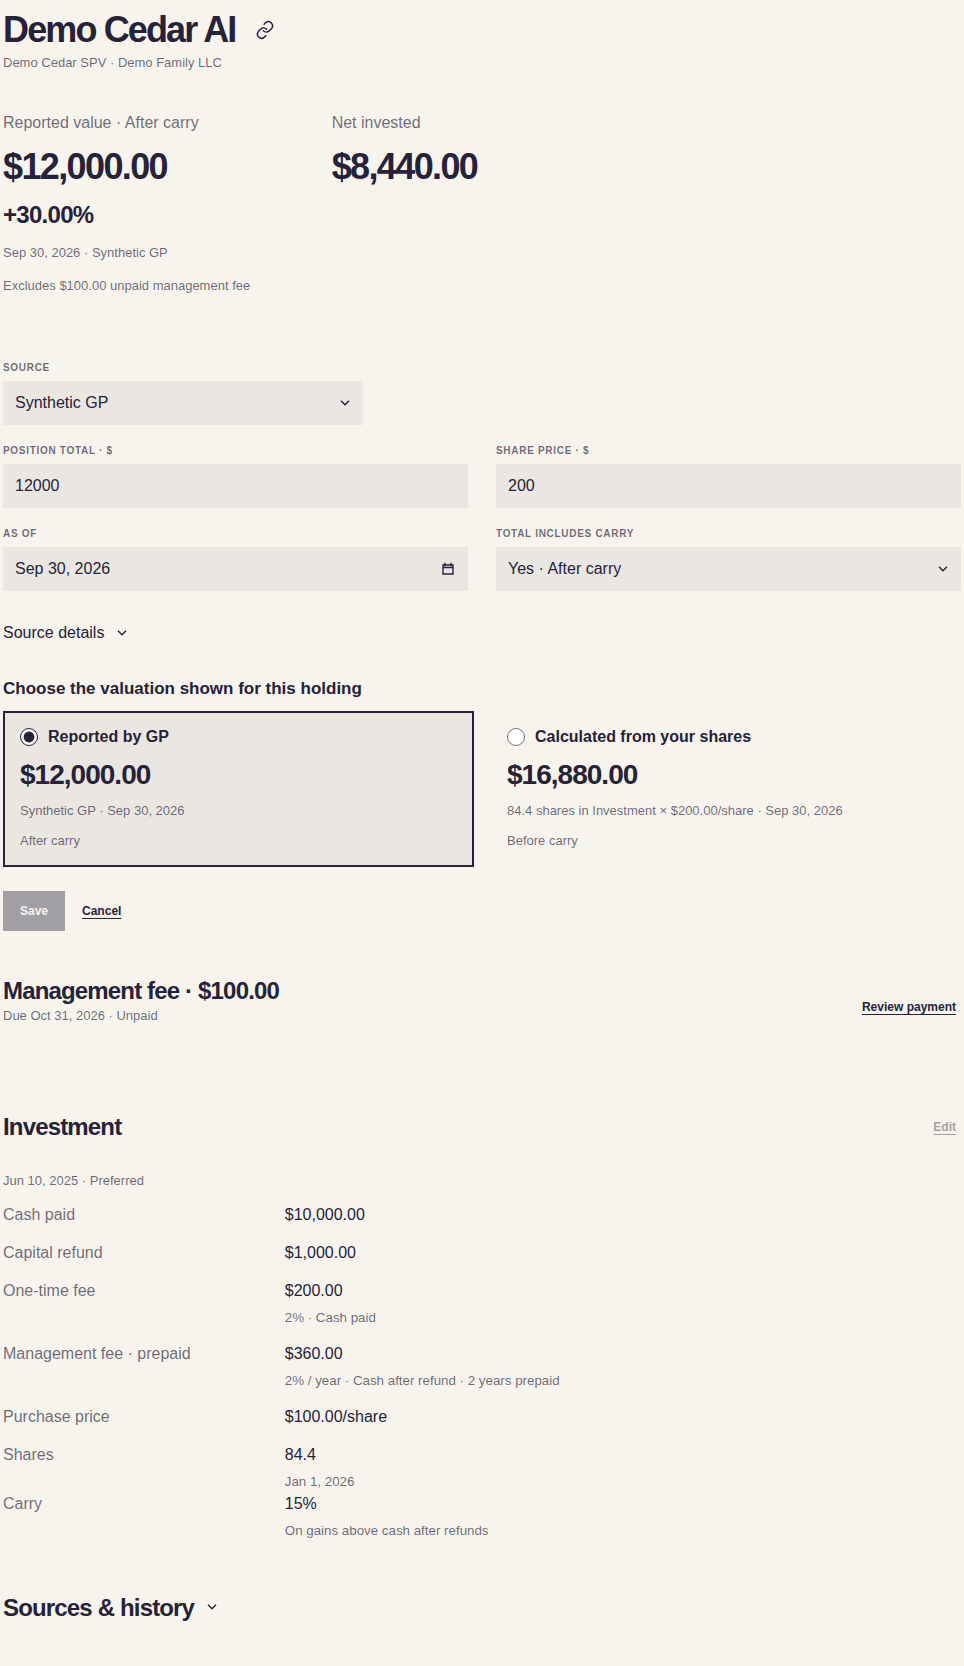 Demo Cedar AI
Demo Cedar SPV · Demo Family LLC
Reported value · After carry
Net invested
$12,000.00
$8,440.00
+30.00%
Sep 30, 2026 · Synthetic GP
Excludes $100.00 unpaid management fee
SOURCE
Synthetic GP
POSITION TOTAL · $
SHARE PRICE · $
12000
200
AS OF
TOTAL INCLUDES CARRY
Sep 30, 2026
Yes · After carry
Source details
Choose the valuation shown for this holding
Reported by GP
$12,000.00
Synthetic GP · Sep 30, 2026
After carry
Calculated from your shares
$16,880.00
84.4 shares in Investment × $200.00/share · Sep 30, 2026
Before carry
Save
Cancel
Management fee · $100.00
Due Oct 31, 2026 · Unpaid
Review payment
Investment
Edit
Jun 10, 2025 · Preferred
Cash paid
$10,000.00
Capital refund
$1,000.00
One-time fee
$200.00
2% · Cash paid
Management fee · prepaid
$360.00
2% / year · Cash after refund · 2 years prepaid
Purchase price
$100.00/share
Shares
84.4
Jan 1, 2026
Carry
15%
On gains above cash after refunds
Sources & history